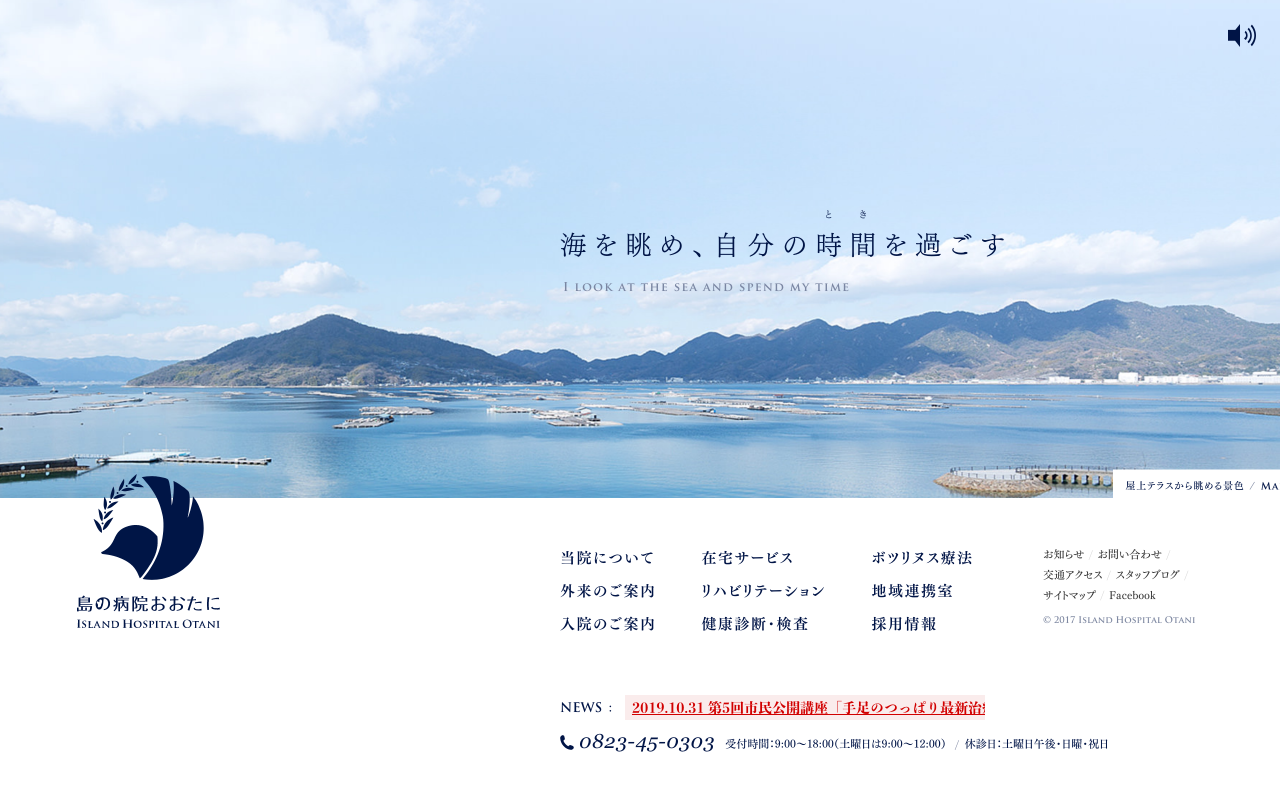 と き
海を眺め、自分の時間を過ごす
I LOOK AT THE SEA AND SPEND MY TIME
屋上テラスから眺める景色 / MA
島の病院おおたに
ISLAND HOSPITAL OTANI
当院について
外来のご案内
入院のご案内
在宅サービス
リハビリテーション
健康診断・検査
ボツリヌス療法
地域連携室
採用情報
お知らせ / お問い合わせ /
交通アクセス / スタッフブログ /
サイトマップ / Facebook
© 2017 ISLAND HOSPITAL OTANI
NEWS : 2019.10.31 第5回市民公開講座「手足のつっぱり最新治
0823-45-0303 受付時間：9:00〜18:00（土曜日は9:00〜12:00） / 休診日：土曜日午後・日曜・祝日